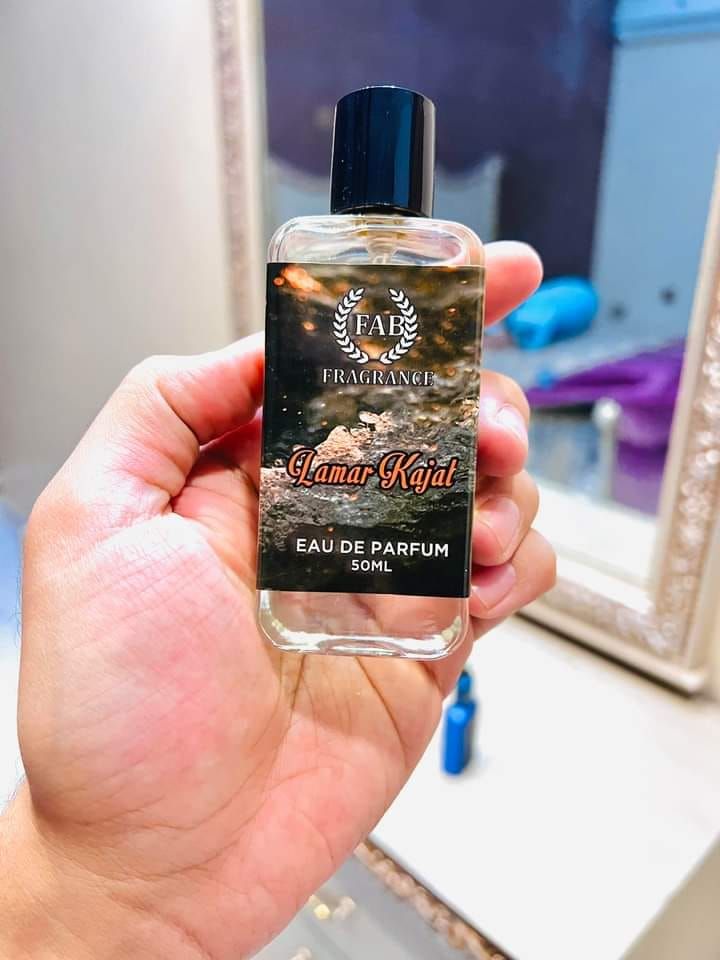 FAB
FRAGRANCE
Lamar Kajal
EAU DE PARFUM
50ML